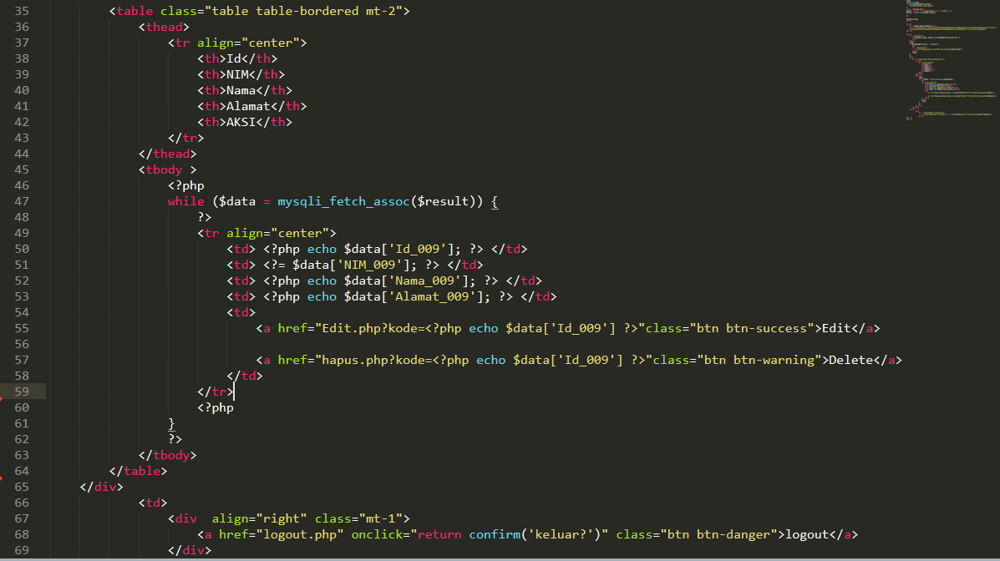 35 <table class="table table-bordered mt-2">
36 <thead>
37 <tr align="center">
38 <th>Id</th>
39 <th>NIM</th>
40 <th>Nama</th>
41 <th>Alamat</th>
42 <th>AKSI</th>
43 </tr>
44 </thead>
45 <tbody >
46 <?php
47 while ($data = mysqli_fetch_assoc($result)) {
48 ?>
49 <tr align="center">
50 <td> <?php echo $data['Id_009']; ?> </td>
51 <td> <?= $data['NIM_009']; ?> </td>
52 <td> <?php echo $data['Nama_009']; ?> </td>
53 <td> <?php echo $data['Alamat_009']; ?> </td>
54 <td>
55 <a href="Edit.php?kode=<?php echo $data['Id_009'] ?>"class="btn btn-success">Edit</a>
56
57 <a href="hapus.php?kode=<?php echo $data['Id_009'] ?>"class="btn btn-warning">Delete</a>
58 </td>
59 </tr>
60 <?php
61 }
62 ?>
63 </tbody>
64 </table>
65 </div>
66 <td>
67 <div  align="right" class="mt-1">
68 <a href="logout.php" onclick="return confirm('keluar?')" class="btn btn-danger">logout</a>
69 </div>